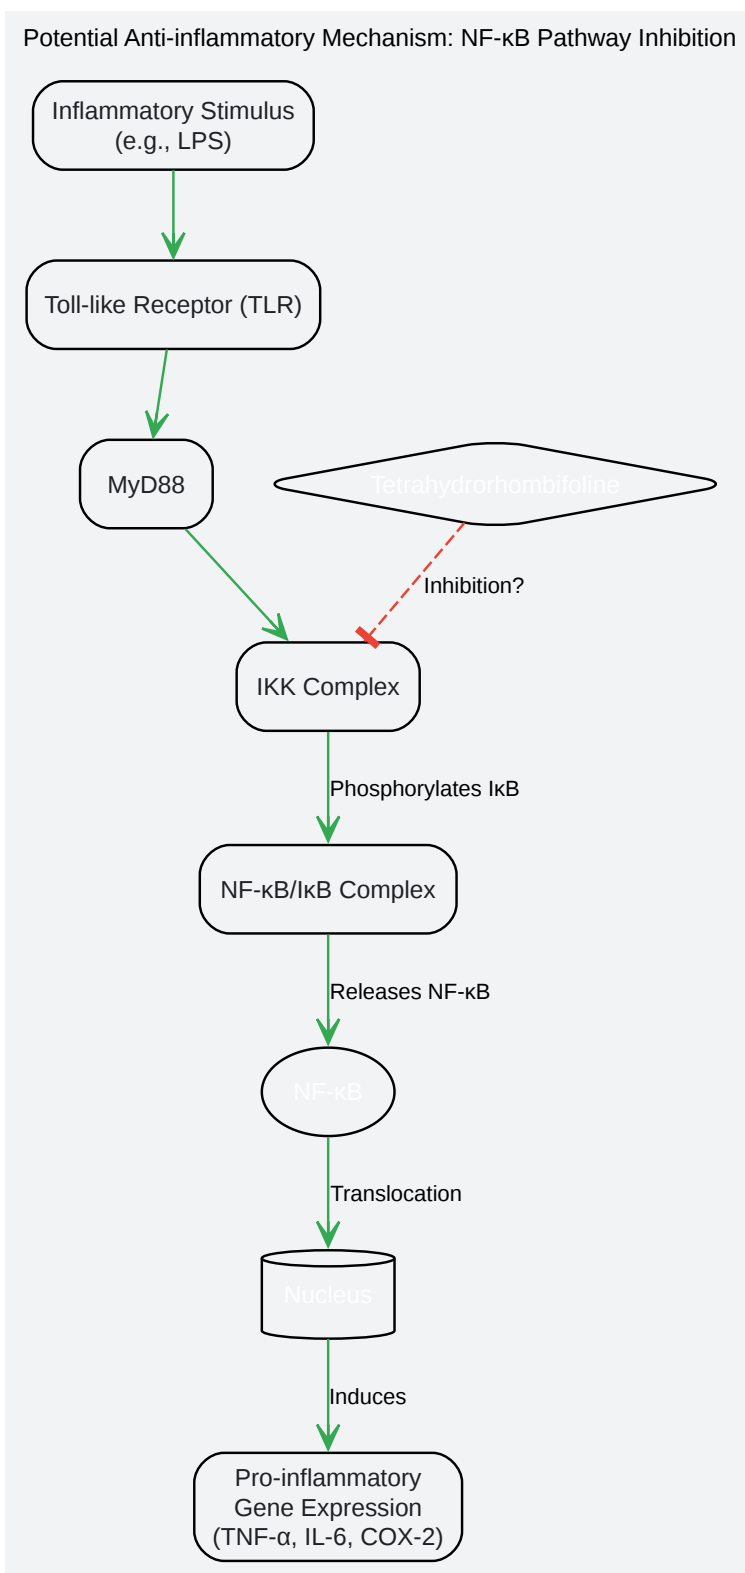 Potential Anti-inflammatory Mechanism: NF-κB Pathway Inhibition
Inflammatory Stimulus
(e.g., LPS)
Toll-like Receptor (TLR)
MyD88
Tetrahydrorhombifoline
Inhibition?
IKK Complex
Phosphorylates IκB
NF-κB/IκB Complex
Releases NF-κB
NF-κB
Translocation
Nucleus
Induces
Pro-inflammatory
Gene Expression
(TNF-α, IL-6, COX-2)